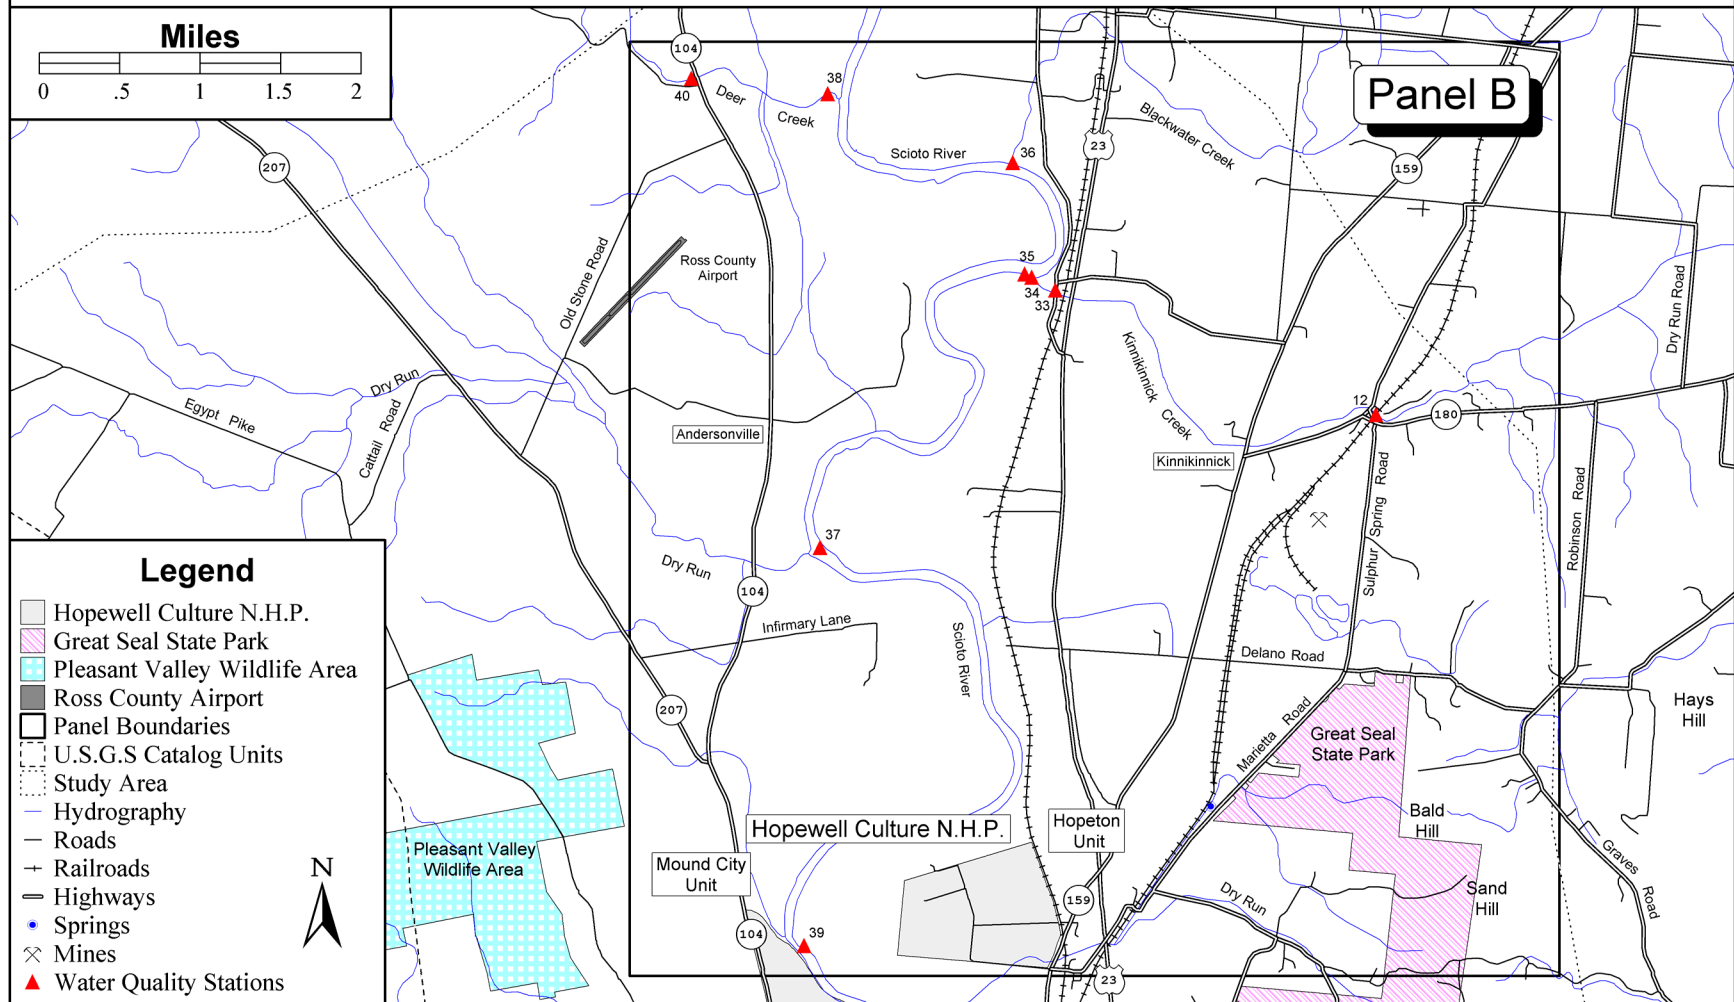 Miles
0 .5 1 1.5 2
Panel B
104
40
38
Deer
Creek
Scioto River
36
23
Blackwater Creek
159
207
Old Stone Road
Ross County
Airport
35
34
33
Dry Run Road
Kinnikinnick
Creek
Dry Run
Egypt Pike
Cattail Road
12
180
Andersonville
Kinnikinnick
Sulphur Spring Road
Robinson Road
37
Dry Run
104
Infirmary Lane
Scioto River
Delano Road
207
Marietta Road
Great Seal
State Park
Hays
Hill
Bald
Hill
Hopewell Culture N.H.P.
Hopeton
Unit
Mound City
Unit
Pleasant Valley
Wildlife Area
Graves Road
Sand
Hill
Dry Run
159
104
39
23
Legend
Hopewell Culture N.H.P.
Great Seal State Park
Pleasant Valley Wildlife Area
Ross County Airport
Panel Boundaries
U.S.G.S Catalog Units
Study Area
Hydrography
Roads
Railroads
Highways
Springs
Mines
Water Quality Stations
N